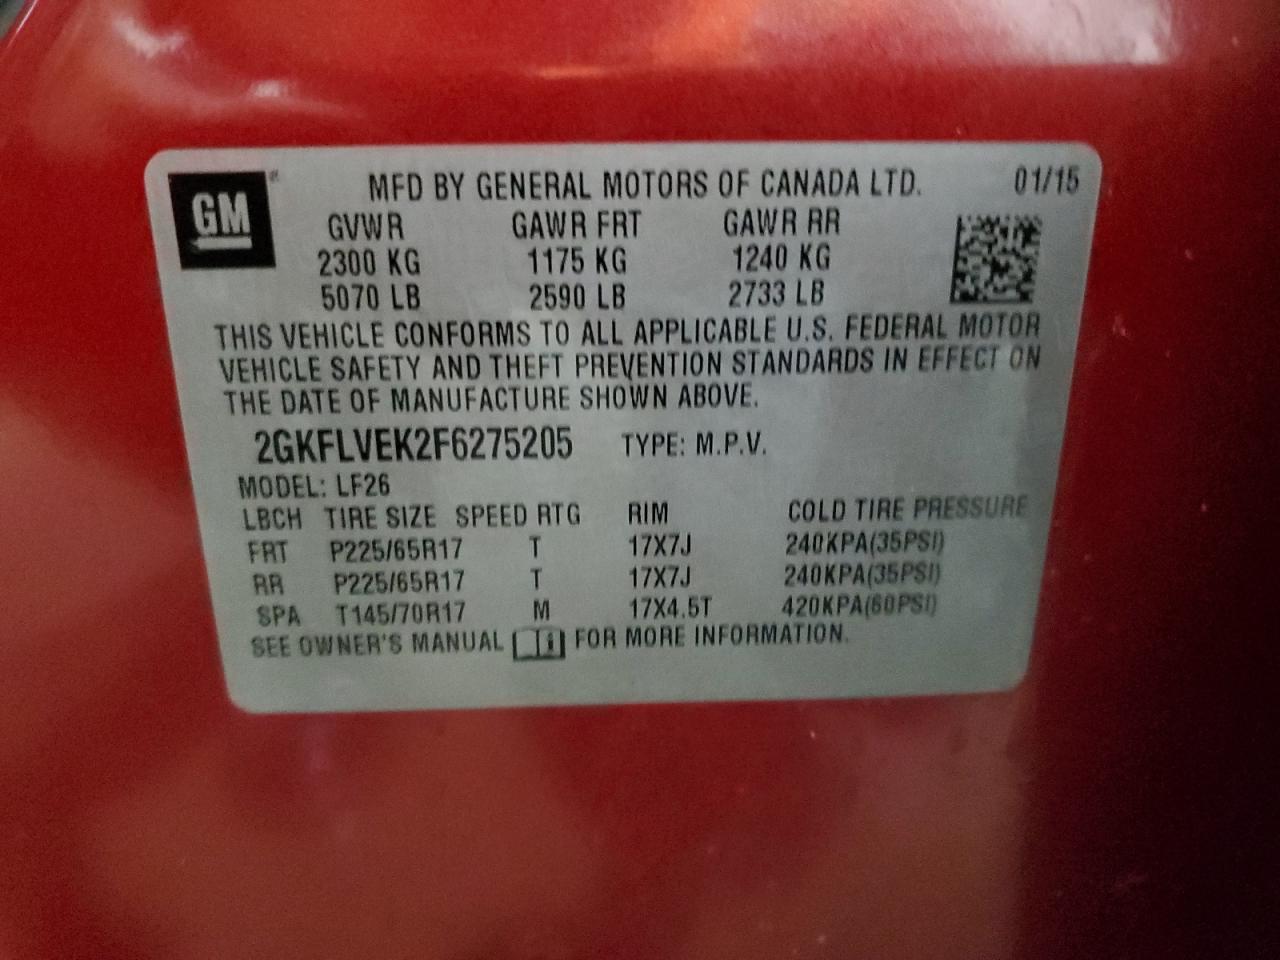 GM
MFD BY GENERAL MOTORS OF CANADA LTD. 01/15
GVWR GAWR FRT GAWR RR
2300 KG 1175 KG 1240 KG
5070 LB 2590 LB 2733 LB
THIS VEHICLE CONFORMS TO ALL APPLICABLE U.S. FEDERAL MOTOR
VEHICLE SAFETY AND THEFT PREVENTION STANDARDS IN EFFECT ON
THE DATE OF MANUFACTURE SHOWN ABOVE.
2GKFLVEK2F6275205 TYPE: M.P.V.
MODEL: LF26
LBCH TIRE SIZE SPEED RTG RIM COLD TIRE PRESSURE
FRT P225/65R17 T 17X7J 240KPA(35PSI)
RR P225/65R17 T 17X7J 240KPA(35PSI)
SPA T145/70R17 M 17X4.5T 420KPA(60PSI)
SEE OWNER'S MANUAL FOR MORE INFORMATION.